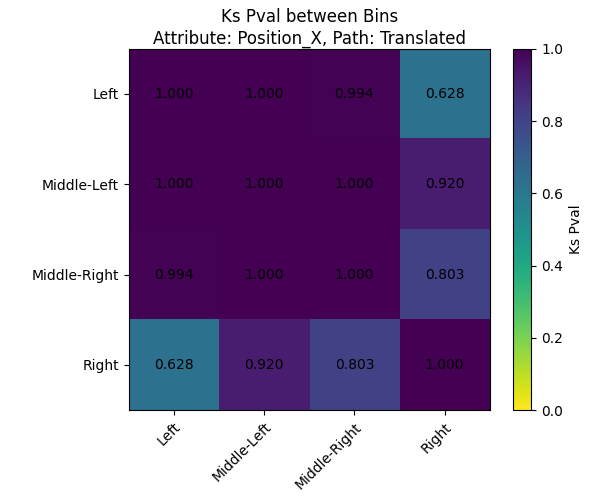 Ks Pval between Bins
Attribute: Position_X, Path: Translated
Left
1.000 1.000 0.994 0.628
Middle-Left
1.000 1.000 1.000 0.920
Middle-Right
0.994 1.000 1.000 0.803
Right
0.628 0.920 0.803 1.000
Left
Middle-Left
Middle-Right
Right
1.0
0.8
0.6
0.4
0.2
0.0
Ks Pval